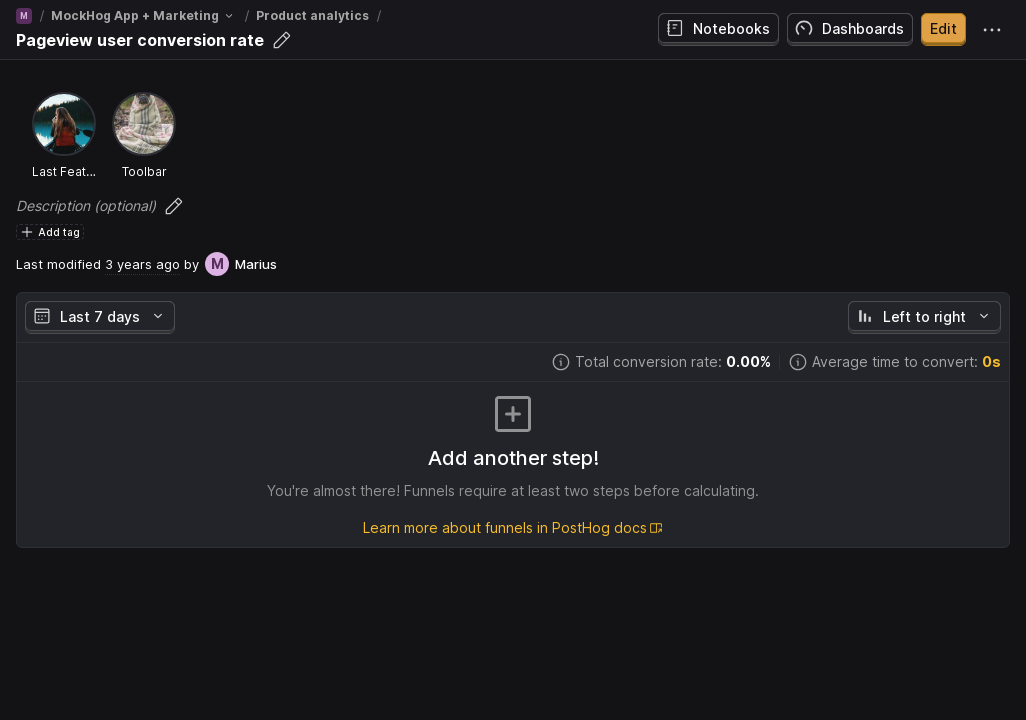 M / MockHog App + Marketing / Product analytics /
Pageview user conversion rate
Notebooks
Dashboards
Edit
Last Feat...
Toolbar
Description (optional)
Add tag
Last modified 3 years ago by M Marius
Last 7 days
Left to right
Total conversion rate: 0.00%
Average time to convert: 0s
Add another step!
You're almost there! Funnels require at least two steps before calculating.
Learn more about funnels in PostHog docs